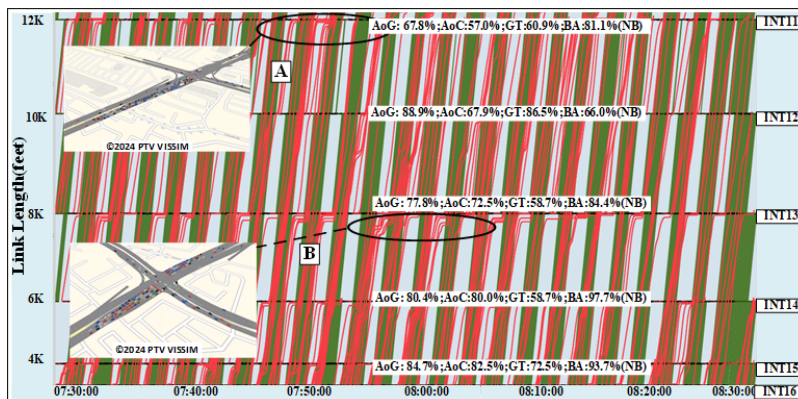 12K
AoG: 67.8%;AoC:57.0%;GT:60.9%;BA:81.1%(NB)
INT11
A
10K
AoG: 88.9%;AoC:67.9%;GT:86.5%;BA:66.0%(NB)
INT12
©2024 PTV VISSIM
Link Length(feet)
8K
AoG: 77.8%;AoC:72.5%;GT:58.7%;BA:84.4%(NB)
INT13
B
6K
AoG: 80.4%;AoC:80.0%;GT:58.7%;BA:97.7%(NB)
INT14
©2024 PTV VISSIM
4K
AoG: 84.7%;AoC:82.5%;GT:72.5%;BA:93.7%(NB)
INT15
07:30:00 07:40:00 07:50:00 08:00:00 08:10:00 08:20:00 08:30:00
INT16